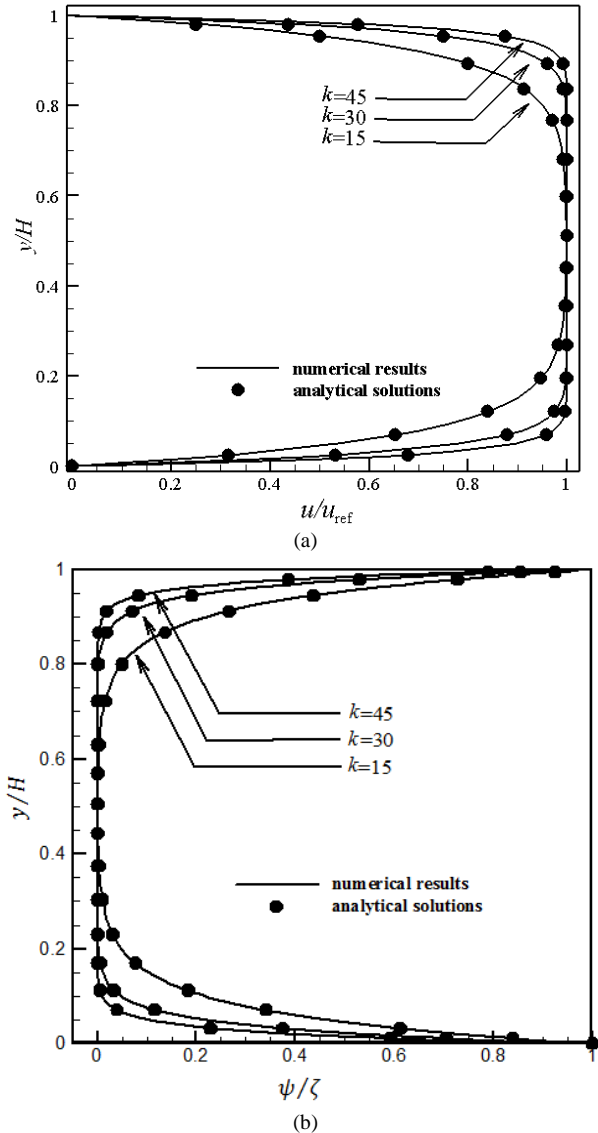 1
0.8
0.6
0.4
0.2
0
y/H
k=45
k=30
k=15
numerical results
analytical solutions
0
0.2
0.4
0.6
0.8
1
u/u_ref
(a)
1
0.8
0.6
0.4
0.2
0
y/H
k=45
k=30
k=15
numerical results
analytical solutions
0
0.2
0.4
0.6
0.8
1
ψ/ζ
(b)